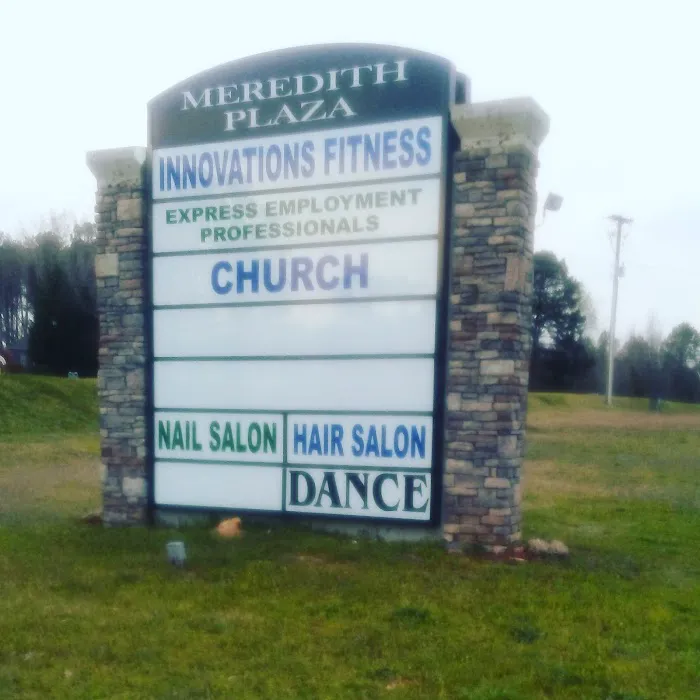 MEREDITH
PLAZA
INNOVATIONS FITNESS
EXPRESS EMPLOYMENT
PROFESSIONALS
CHURCH
NAIL SALON
HAIR SALON
DANCE